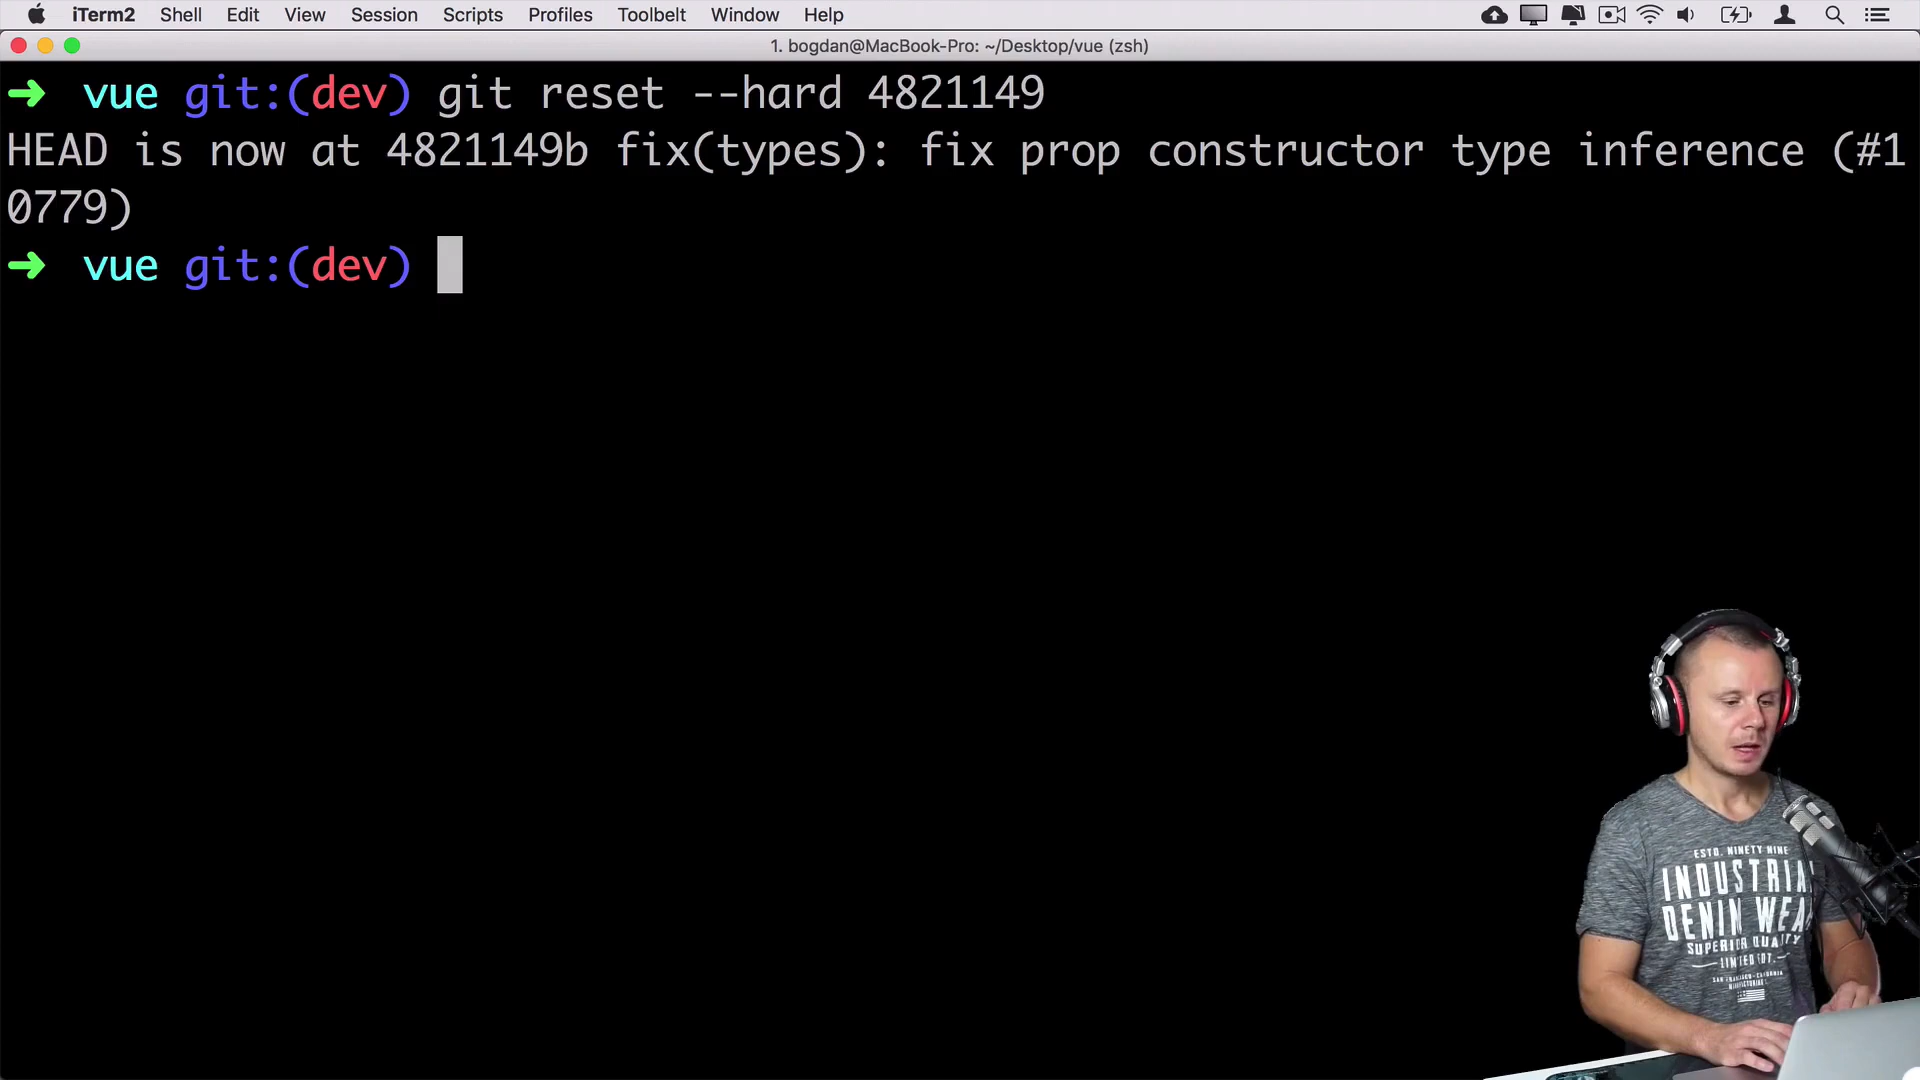 iTerm2 Shell Edit View Session Scripts Profiles Toolbelt Window Help
1. bogdan@MacBook-Pro: ~/Desktop/vue (zsh)
➜ vue git:(dev) git reset --hard 4821149
HEAD is now at 4821149b fix(types): fix prop constructor type inference (#1
0779)
➜ vue git:(dev)
ESTD. NINETY NINE
INDUSTRIA
DENIM WEA
SUPERIOR QUALITY
LIMITED EDT.